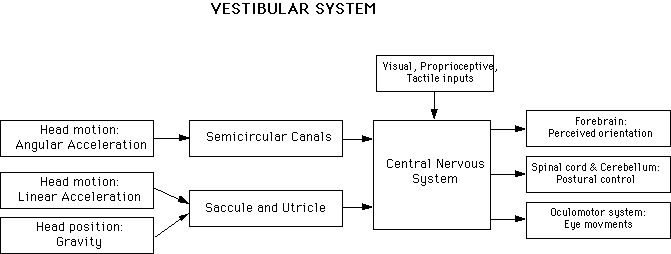 VESTIBULAR SYSTEM
Visual, Proprioceptive,
Tactile inputs
Head motion:
Angular Acceleration
Semicircular Canals
Head motion:
Linear Acceleration
Saccule and Utricle
Head position:
Gravity
Central Nervous
System
Forebrain:
Perceived orientation
Spinal cord & Cerebellum:
Postural control
Oculomotor system:
Eye movments